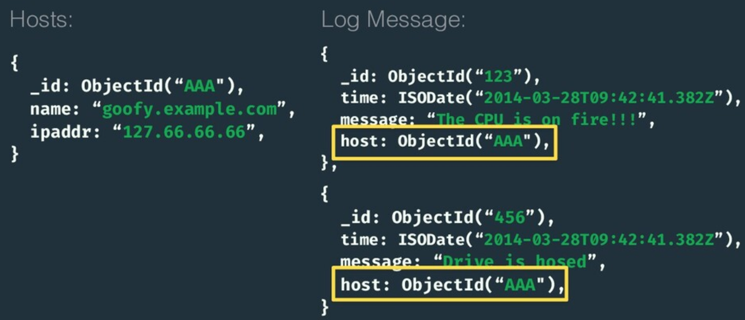 Hosts:
{
_id: ObjectId(“AAA"),
name: “goofy.example.com”,
ipaddr: “127.66.66.66”,
}
Log Message:
{
_id: ObjectId(“123”),
time: ISODate(“2014-03-28T09:42:41.382Z”),
message: “The CPU is on fire!!!”,
host: ObjectId(“AAA"),
},
{
_id: ObjectId(“456”),
time: ISODate(“2014-03-28T09:42:41.382Z”),
message: “Drive is hosed”,
host: ObjectId(“AAA"),
}